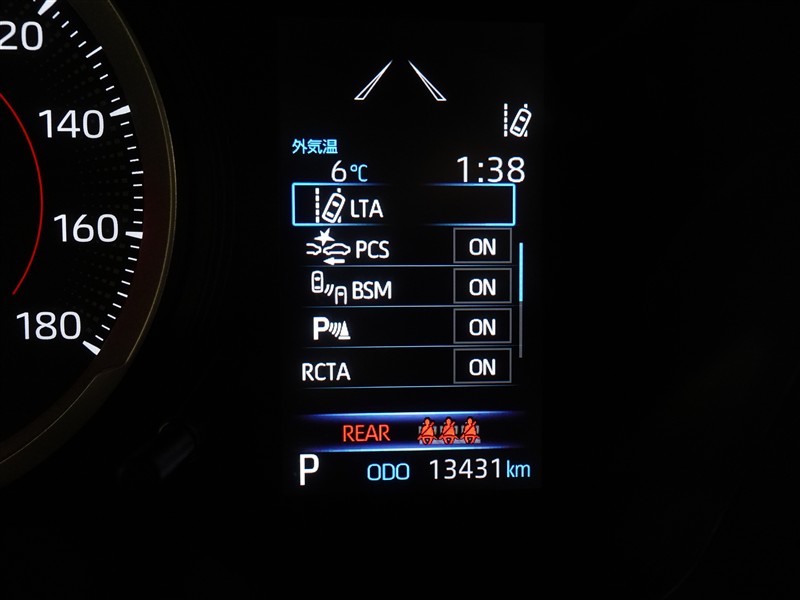 20
140
160
180
外気温
6℃ 1:38
LTA
PCS ON
BSM ON
P ON
RCTA ON
REAR
P ODO 13431km